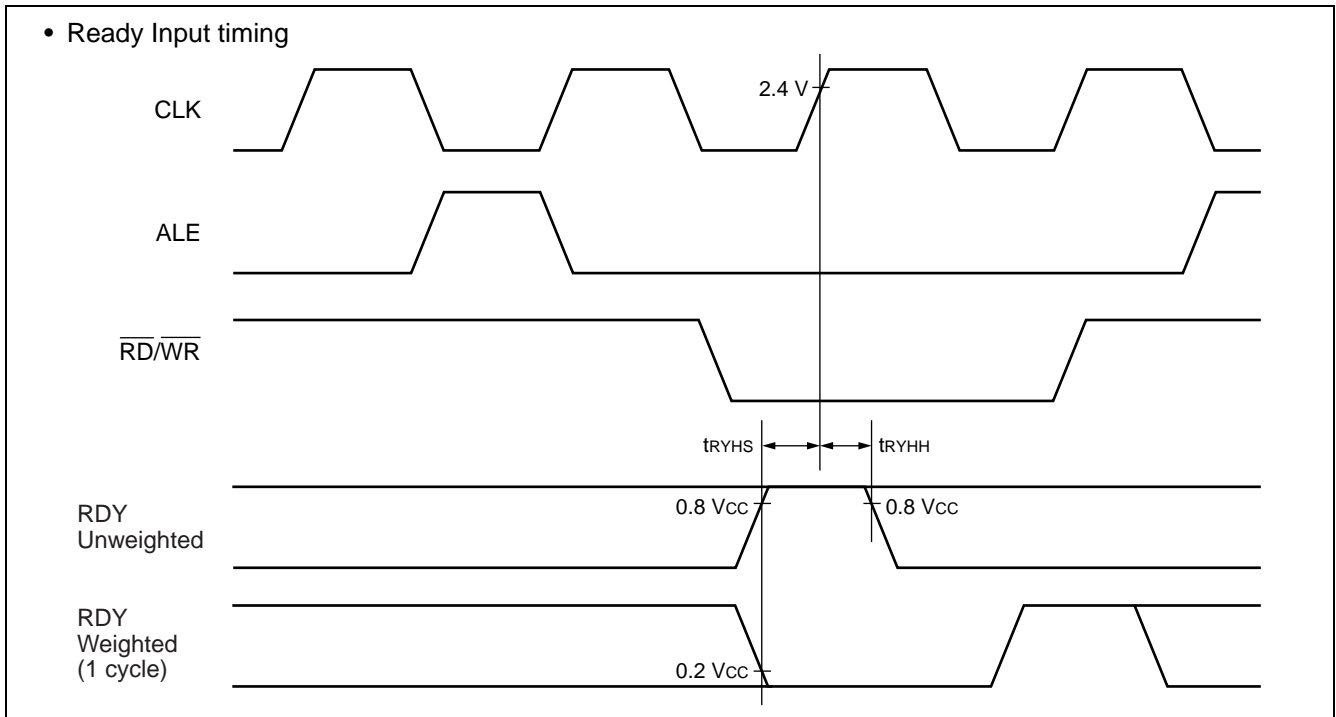 • Ready Input timing
CLK
2.4 V
ALE
RD/WR
tRYHS
tRYHH
RDY
Unweighted
0.8 VCC
0.8 VCC
RDY
Weighted
(1 cycle)
0.2 VCC